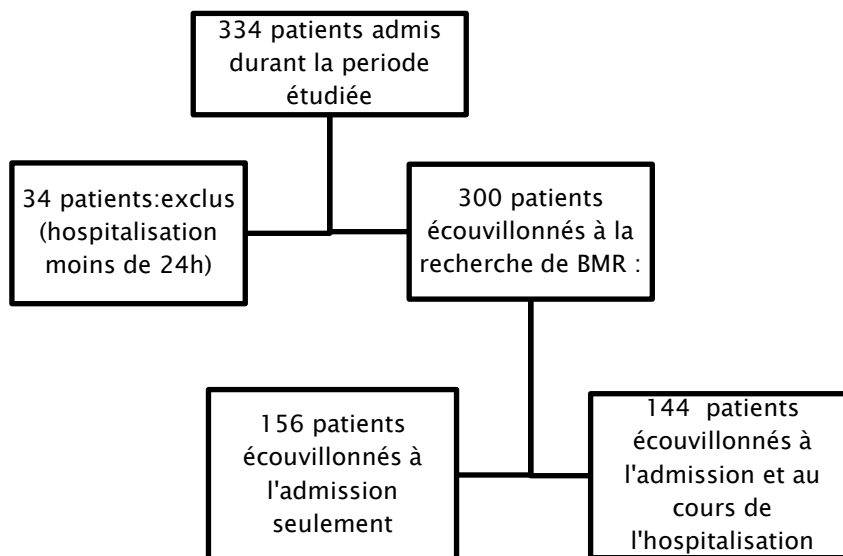 334 patients admis
durant la periode
étudiée
34 patients:exclus
(hospitalisation
moins de 24h)
300 patients
écouvillonnés à la
recherche de BMR :
156 patients
écouvillonnés à
l'admission
seulement
144 patients
écouvillonnés à
l'admission et au
cours de
l'hospitalisation